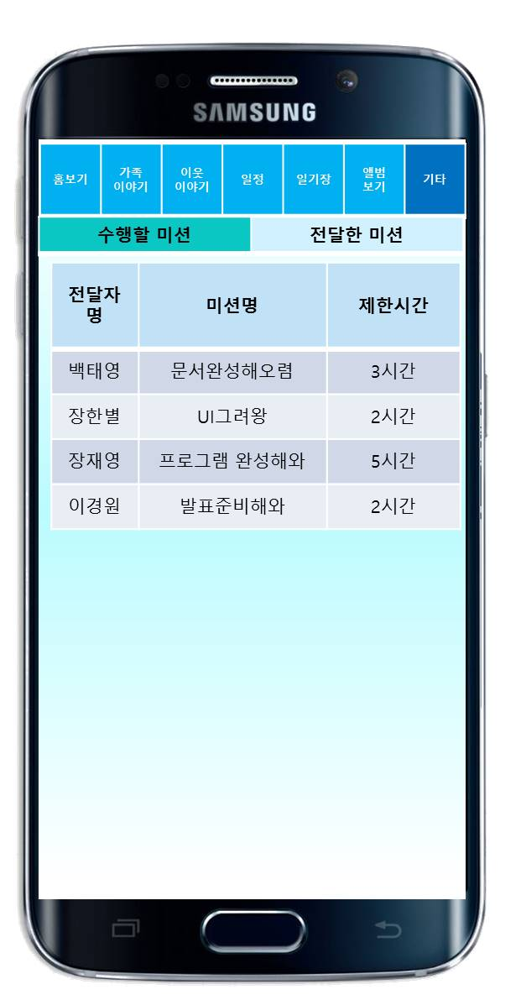 SAMSUNG
홈보기
가족
이야기
이웃
이야기
일정
일기장
앨범
보기
기타
수행할 미션
전달한 미션
전달자
명
미션명
제한시간
백태영
문서완성해오렴
3시간
장한별
UI그려왕
2시간
장재영
프로그램 완성해와
5시간
이경원
발표준비해와
2시간